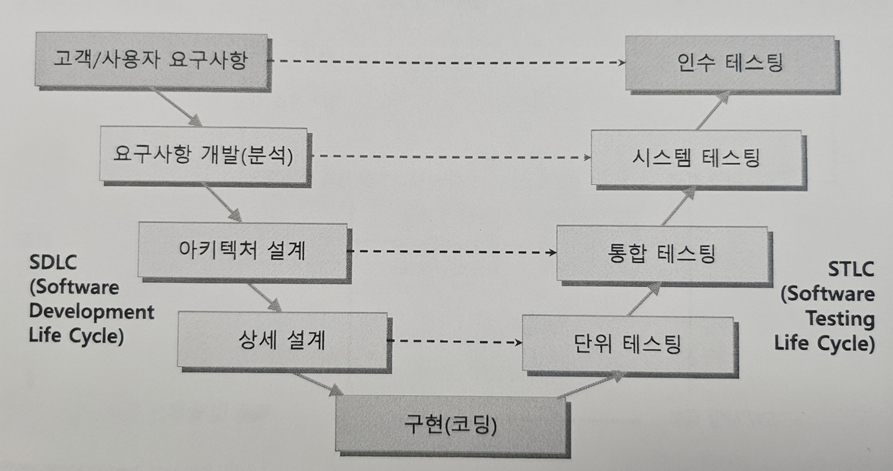 고객/사용자 요구사항
인수 테스팅
요구사항 개발(분석)
시스템 테스팅
아키텍처 설계
통합 테스팅
SDLC
(Software
Development
Life Cycle)
STLC
(Software
Testing
Life Cycle)
상세 설계
단위 테스팅
구현(코딩)